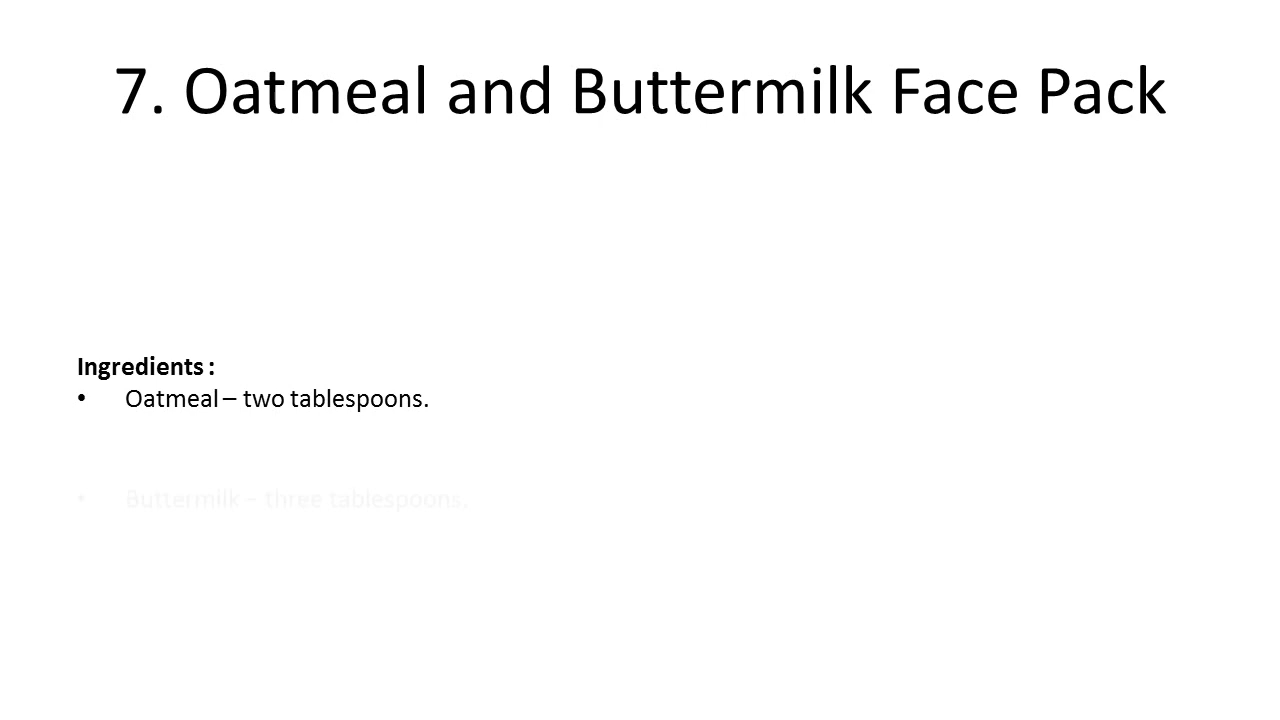 7. Oatmeal and Buttermilk Face Pack
Ingredients :
• Oatmeal – two tablespoons.
• Buttermilk – three tablespoons.